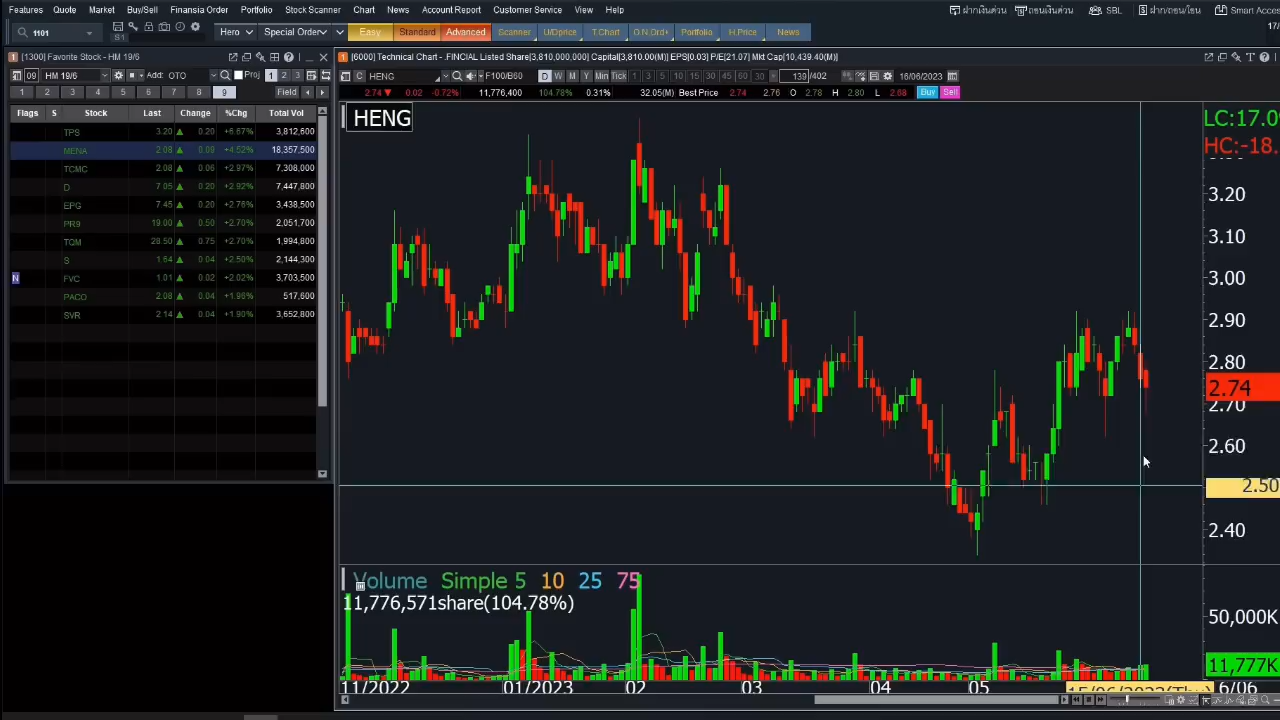 Features Quote Market Buy/Sell Finansia Order Portfolio Stock Scanner Chart News Account Report Customer Service View Help ฝากเงินด่วน ถอนเงินด่วน SBL ฝาก/ถอน/โอน Smart Acces
1101 S1 Hero Special Order Easy Standard Advanced Scanner U/Dprice T.Chart O.N.Ord+ Portfolio H.Price News
1 [1300] Favorite Stock - HM 19/6
09 HM 19/6 Add: OTO Proj 1 2 3
1 2 3 4 5 6 7 8 9 Field
Flags S Stock Last Change %Chg Total Vol
TPS 3.20 ▲ 0.20 +6.67% 3,812,600
MENA 2.08 ▲ 0.09 +4.52% 18,357,500
TCMC 2.08 ▲ 0.06 +2.97% 7,308,000
D 7.05 ▲ 0.20 +2.92% 7,447,800
EPG 7.45 ▲ 0.20 +2.76% 3,438,500
PR9 19.00 ▲ 0.50 +2.70% 2,051,700
TQM 28.50 ▲ 0.75 +2.70% 1,994,800
S 1.64 ▲ 0.04 +2.50% 2,144,300
N FVC 1.01 ▲ 0.02 +2.02% 3,703,500
PACO 2.08 ▲ 0.04 +1.96% 517,600
SVR 2.14 ▲ 0.04 +1.90% 3,652,800
1 [6000] Technical Chart - .FINCIAL Listed Share[3,810,000,000] Capital[3,810.00(M)] EPS[0.03] P/E[21.07] Mkt Cap[10,439.40(M)]
C HENG F100/B60 D W M Y Min Tick 1 3 5 10 15 30 45 60 30 139 /402 16/06/2023
2.74 ▼ 0.02 -0.72% 11,776,400 104.78% 0.31% 32.05(M) Best Price 2.74 2.76 O 2.78 H 2.80 L 2.68 Buy Sell
HENG
LC:17.09
HC:-18.
3.20
3.10
3.00
2.90
2.80
2.74
2.70
2.60
2.50
2.40
Volume Simple 5 10 25 75
11,776,571share(104.78%)
50,000K
11,777K
11/2022 01/2023 02 03 04 05 15/06/2023(Thu) 6/06